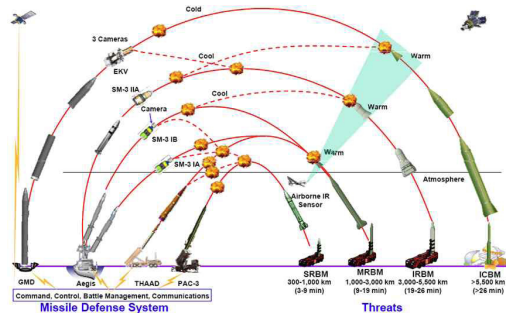 Cold
3 Cameras
EKV
Cool
Warm
SM-3 IIA
Camera
Cool
Warm
SM-3 IB
Warm
SM-3 IA
Atmosphere
Airborne IR
Sensor
GMD
Aegis
THAAD
PAC-3
SRBM
300-1,000 km
(3-9 min)
MRBM
1,000-3,000 km
(9-19 min)
IRBM
3,000-5,500 km
(19-26 min)
ICBM
>5,500 km
(>26 min)
Command, Control, Battle Management, Communications
Missile Defense System
Threats